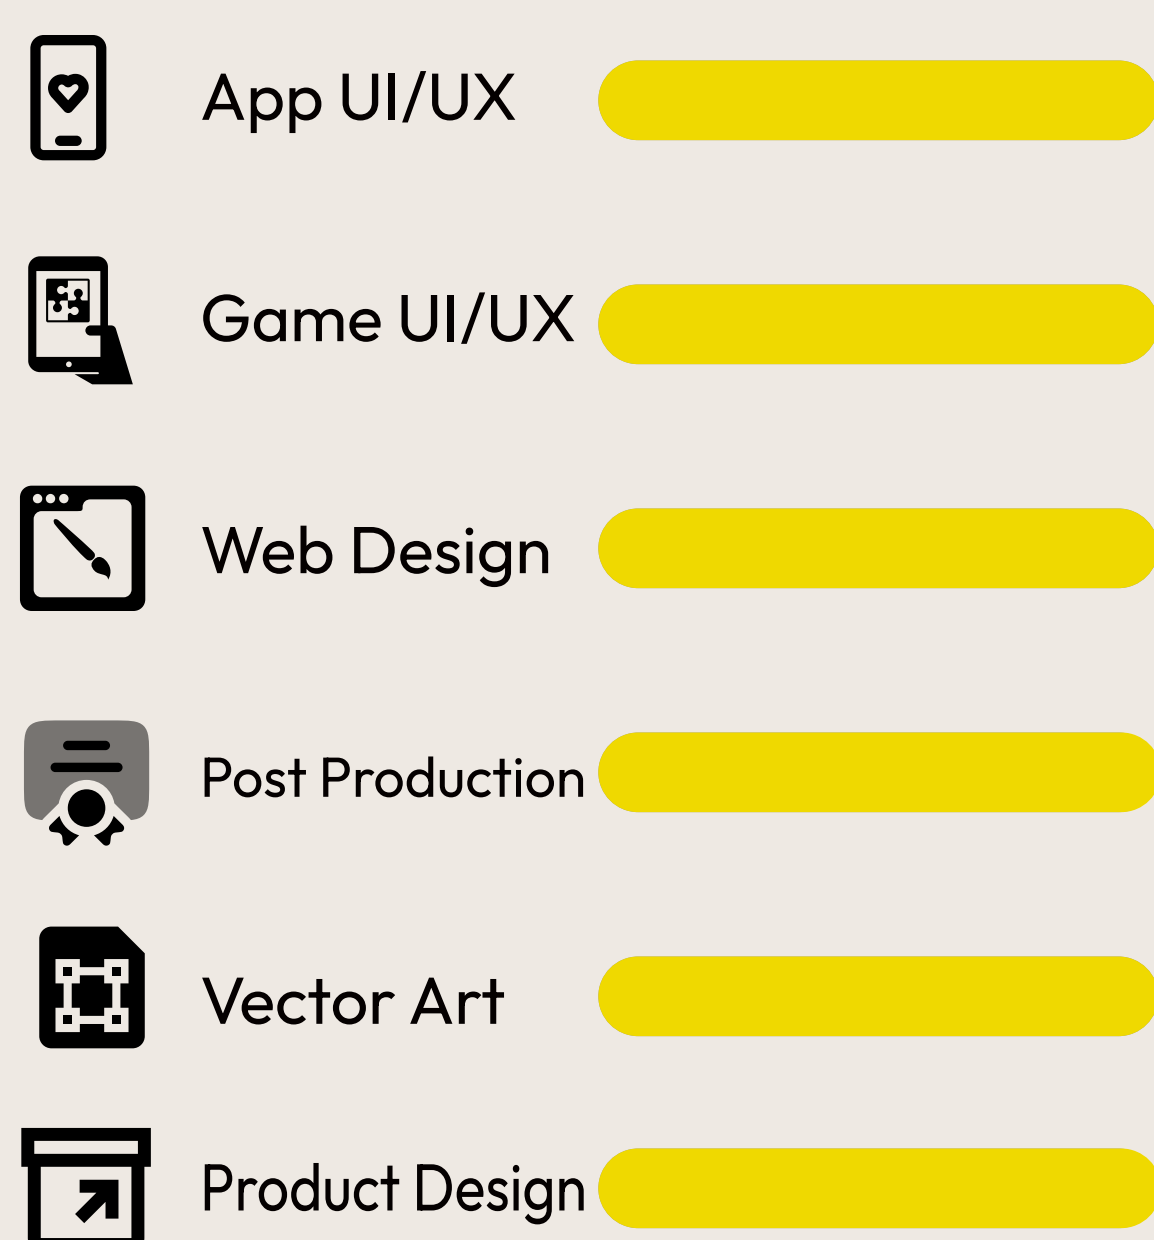 App UI/UX
Game UI/UX
Web Design
Post Production
Vector Art
Product Design